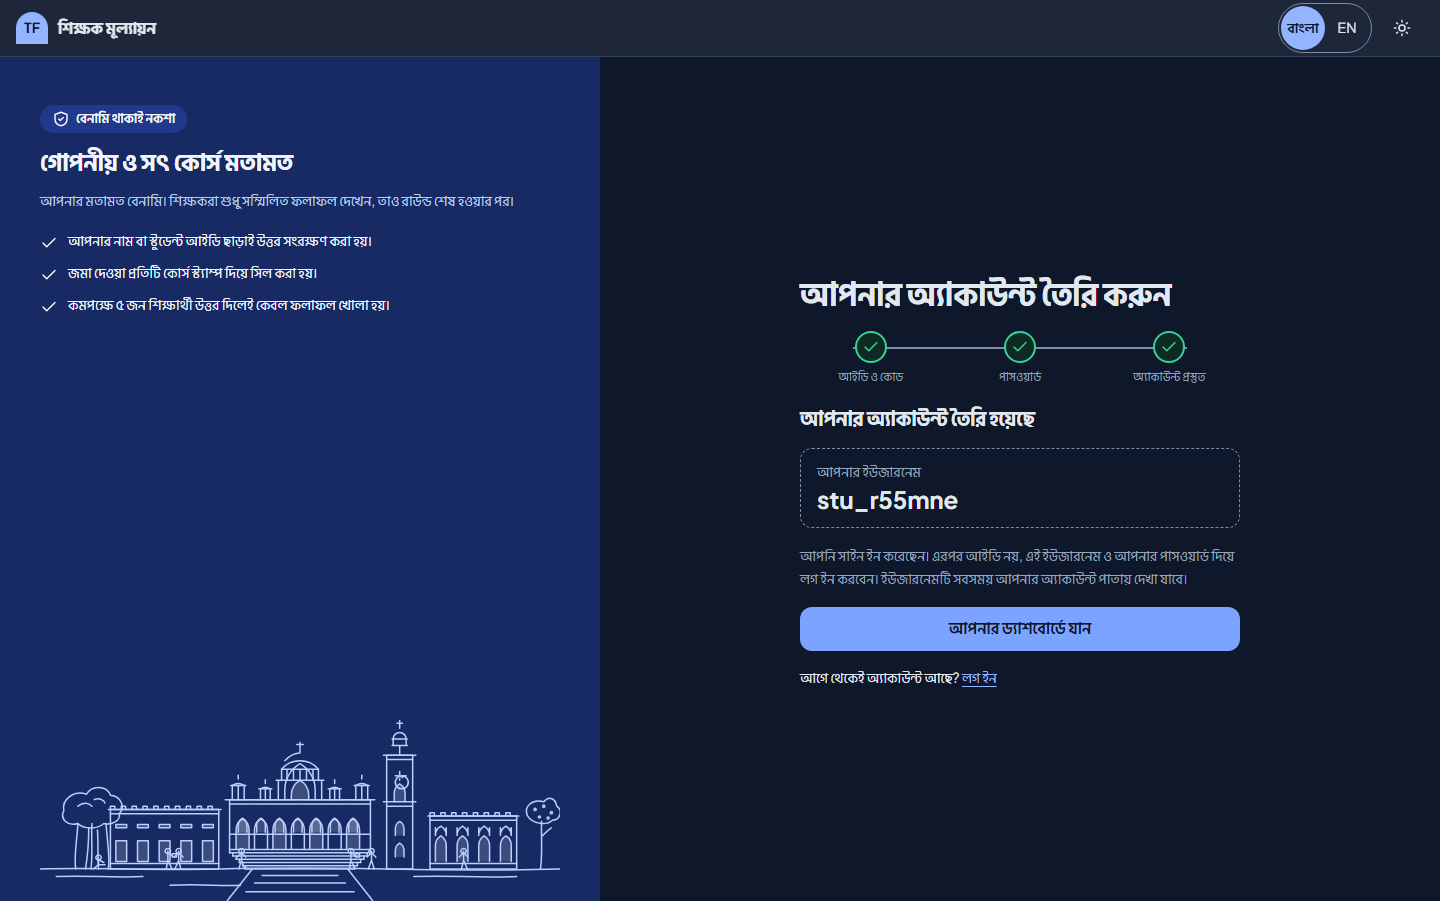 TF শিক্ষক মূল্যায়ন
বাংলা EN
বেনামি থাকাই নকশা
গোপনীয় ও সৎ কোর্স মতামত
আপনার মতামত বেনামি। শিক্ষকরা শুধু সম্মিলিত ফলাফল দেখেন, তাও রাউন্ড শেষ হওয়ার পর।
আপনার নাম বা স্টুডেন্ট আইডি ছাড়াই উত্তর সংরক্ষণ করা হয়।
জমা দেওয়া প্রতিটি কোর্স স্ট্যাম্প দিয়ে সিল করা হয়।
কমপক্ষে ৫ জন শিক্ষার্থী উত্তর দিলেই কেবল ফলাফল খোলা হয়।
আপনার অ্যাকাউন্ট তৈরি করুন
আইডি ও কোড
পাসওয়ার্ড
অ্যাকাউন্ট প্রস্তুত
আপনার অ্যাকাউন্ট তৈরি হয়েছে
আপনার ইউজারনেম
stu_r55mne
আপনি সাইন ইন করেছেন। এরপর আইডি নয়, এই ইউজারনেম ও আপনার পাসওয়ার্ড দিয়ে
লগ ইন করবেন। ইউজারনেমটি সবসময় আপনার অ্যাকাউন্ট পাতায় দেখা যাবে।
আপনার ড্যাশবোর্ডে যান
আগে থেকেই অ্যাকাউন্ট আছে? লগ ইন